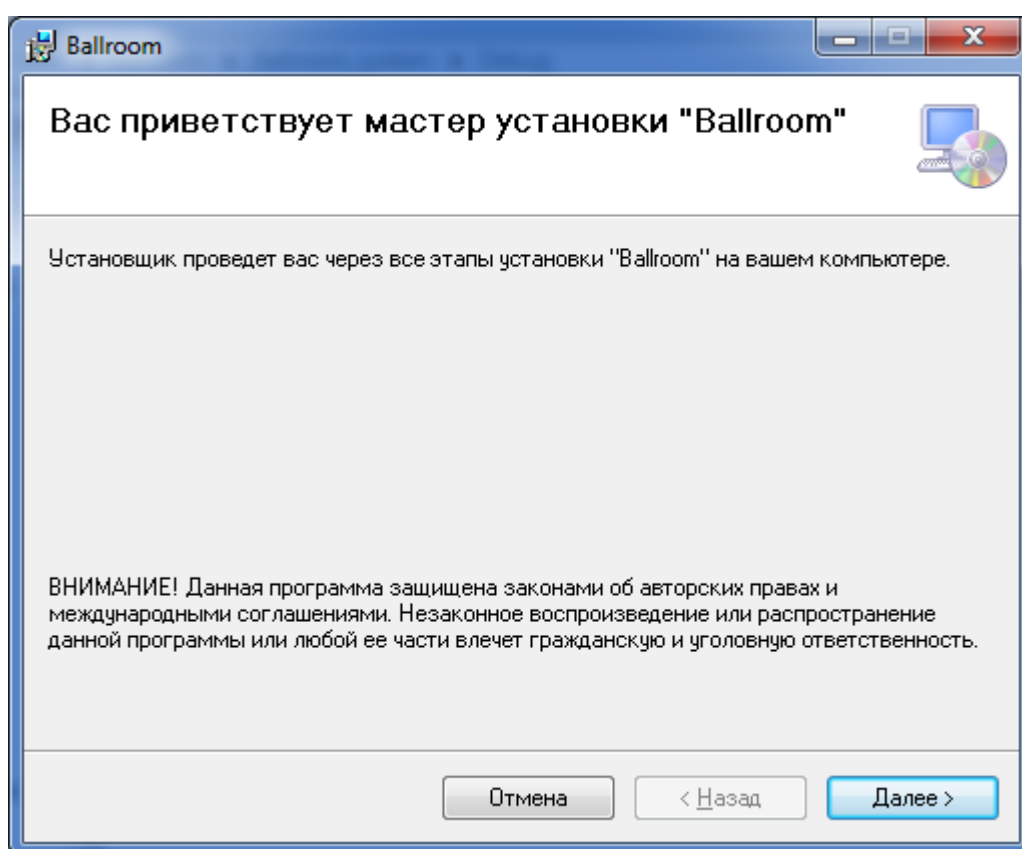 Ballroom
Вас приветствует мастер установки "Ballroom"
Установщик проведет вас через все этапы установки "Ballroom" на вашем компьютере.
ВНИМАНИЕ! Данная программа защищена законами об авторских правах и
международными соглашениями. Незаконное воспроизведение или распространение
данной программы или любой ее части влечет гражданскую и уголовную ответственность.
Отмена < Назад Далее >